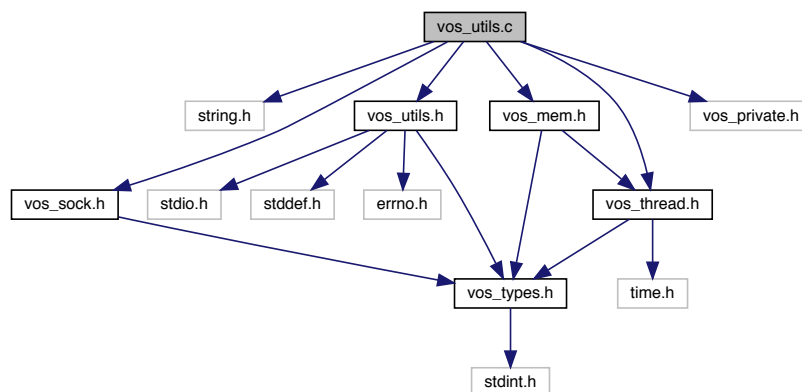 vos_utils.c
string.h
vos_utils.h
vos_mem.h
vos_private.h
vos_sock.h
stdio.h
stddef.h
errno.h
vos_thread.h
vos_types.h
time.h
stdint.h